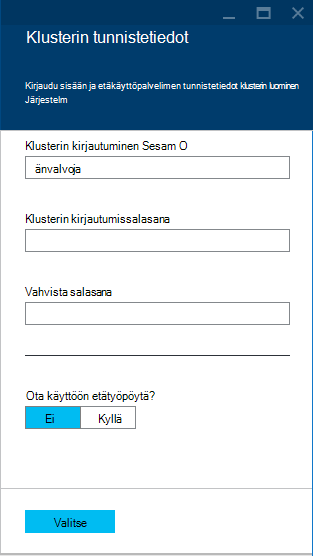 Klusterin tunnistetiedot
Kirjaudu sisään ja etäkäyttöpalvelimen tunnistetiedot klusterin luominen
Järjestelm
Klusterin kirjautuminen Sesam O
änvalvoja
Klusterin kirjautumissalasana
Vahvista salasana
Ota käyttöön etätyöpöytä?
Ei Kyllä
Valitse